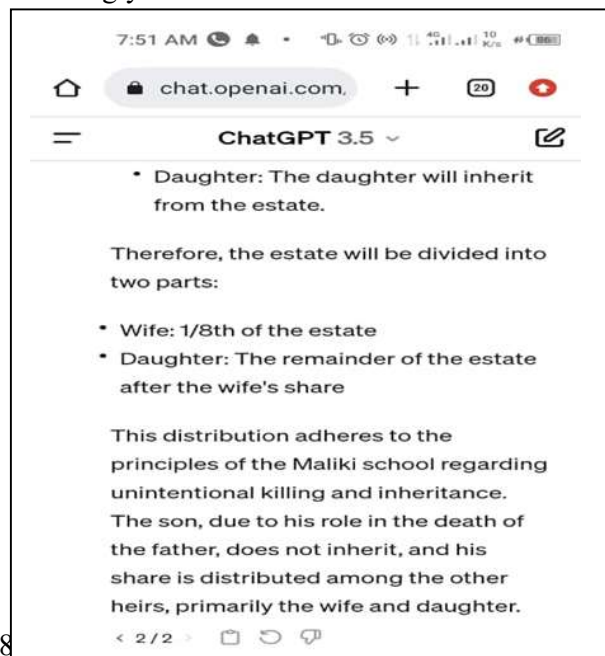 7:51 AM 4G 10 K/s
chat.openai.com, + 20
ChatGPT 3.5
• Daughter: The daughter will inherit
from the estate.
Therefore, the estate will be divided into
two parts:
• Wife: 1/8th of the estate
• Daughter: The remainder of the estate
after the wife's share
This distribution adheres to the
principles of the Maliki school regarding
unintentional killing and inheritance.
The son, due to his role in the death of
the father, does not inherit, and his
share is distributed among the other
heirs, primarily the wife and daughter.
8 < 2/2 >